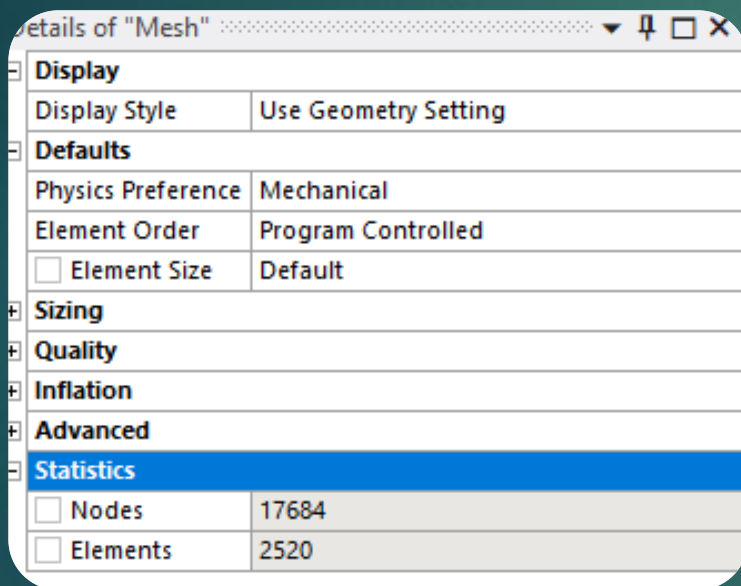 Details of "Mesh"
Display
Display Style Use Geometry Setting
Defaults
Physics Preference Mechanical
Element Order Program Controlled
Element Size Default
Sizing
Quality
Inflation
Advanced
Statistics
Nodes 17684
Elements 2520